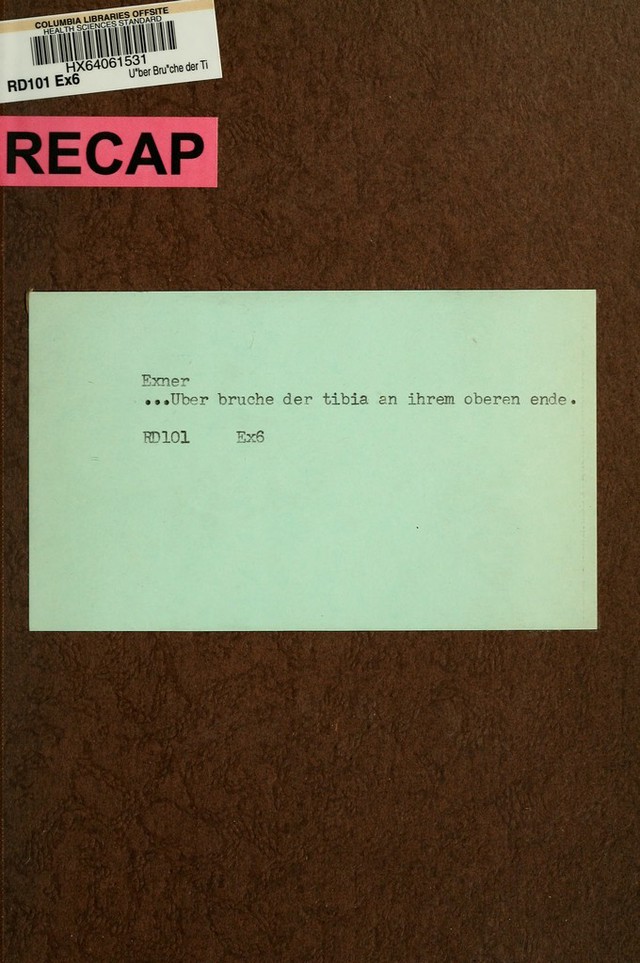 COLUMBIA LIBRARIES OFFSITE
HEALTH SCIENCES STANDARD
HX64061531
RD101 Ex6 U"ber Bru"che der Ti
RECAP
Exner
...Uber bruche der tibia an ihrem oberen ende.
RD101 Ex6